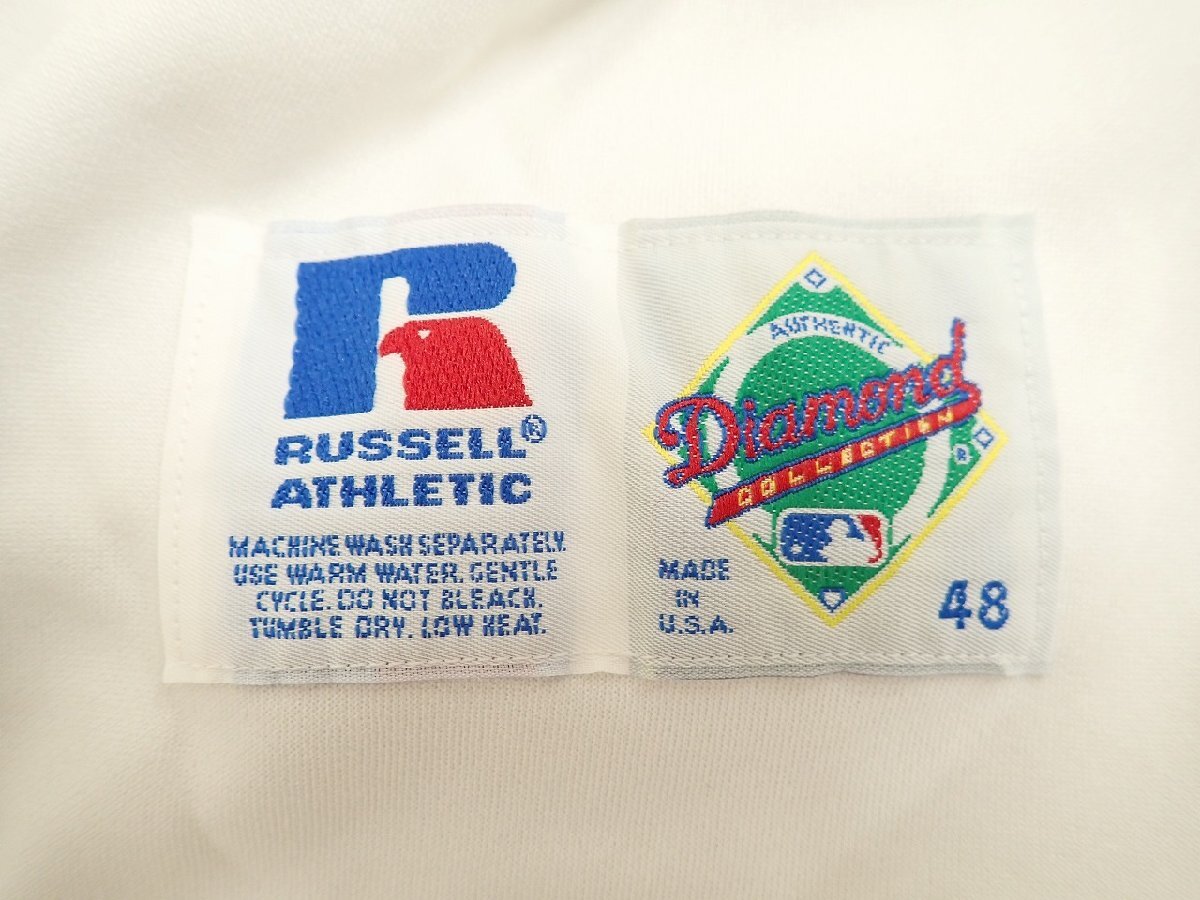 RUSSELL®
ATHLETIC
MACHINE WASH SEPARATELY.
USE WARM WATER. GENTLE
CYCLE. DO NOT BLEACH.
TUMBLE DRY. LOW HEAT.
AUTHENTIC
Diamond
COLLECTION
®
MADE
IN
U.S.A.
48